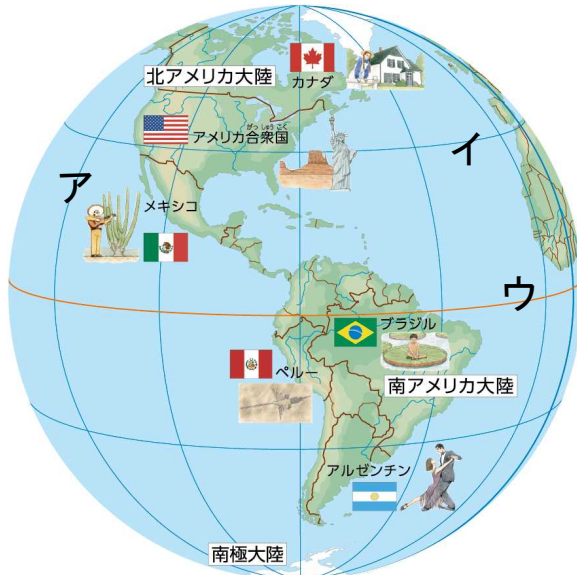 カナダ
北アメリカ大陸
がっしゅうこく
アメリカ合衆国
イ
ア
メキシコ
ウ
ブラジル
ペルー
南アメリカ大陸
アルゼンチン
南極大陸